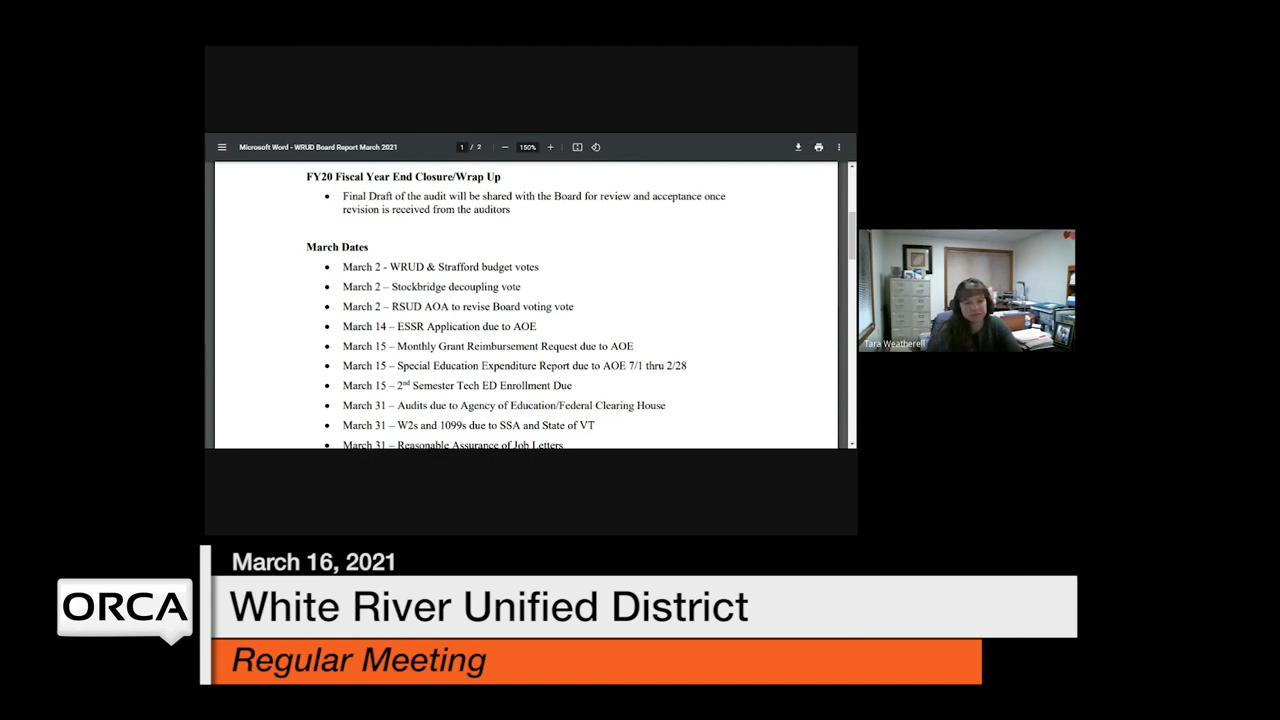 Microsoft Word - WRUD Board Report March 2021
1 / 2
150%
FY20 Fiscal Year End Closure/Wrap Up
• Final Draft of the audit will be shared with the Board for review and acceptance once
revision is received from the auditors
March Dates
• March 2 - WRUD & Strafford budget votes
• March 2 – Stockbridge decoupling vote
• March 2 – RSUD AOA to revise Board voting vote
• March 14 – ESSR Application due to AOE
• March 15 – Monthly Grant Reimbursement Request due to AOE
• March 15 – Special Education Expenditure Report due to AOE 7/1 thru 2/28
• March 15 – 2nd Semester Tech ED Enrollment Due
• March 31 – Audits due to Agency of Education/Federal Clearing House
• March 31 – W2s and 1099s due to SSA and State of VT
• March 31 – Reasonable Assurance of Job Letters
Tara Weatherell
March 16, 2021
ORCA
White River Unified District
Regular Meeting